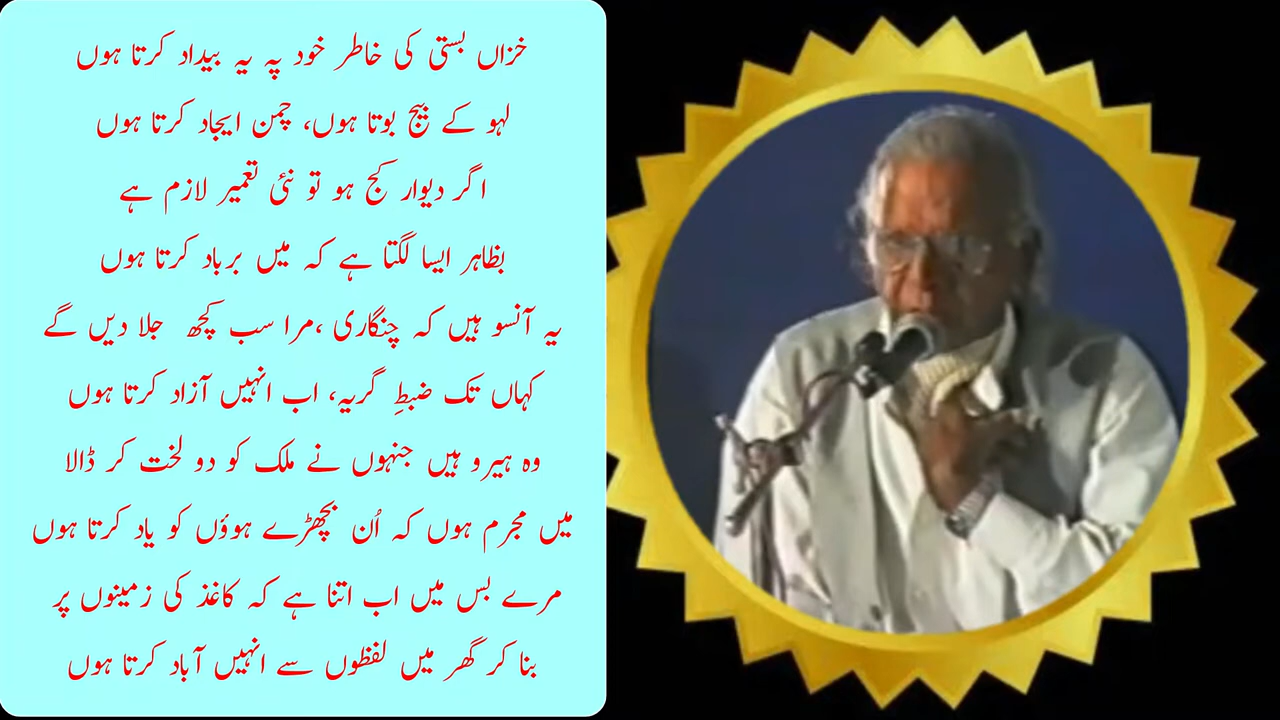 خزاں بستی کی خاطر خود پہ یہ بیداد کرتا ہوں
لہو کے بیج بوتا ہوں، چمن ایجاد کرتا ہوں
اگر دیوار کج ہو تو نئی تعمیر لازم ہے
بظاہر ایسا لگتا ہے کہ میں برباد کرتا ہوں
یہ آنسو ہیں کہ چنگاری ،مرا سب کچھ جلا دیں گے
کہاں تک ضبطِ گریہ، اب انہیں آزاد کرتا ہوں
وہ ہیرو ہیں جنہوں نے ملک کو دو لخت کر ڈالا
میں مجرم ہوں کہ اُن بچھڑے ہوؤں کو یاد کرتا ہوں
مرے بس میں اب اتنا ہے کہ کاغذ کی زمینوں پر
بنا کر گھر میں لفظوں سے انہیں آباد کرتا ہوں